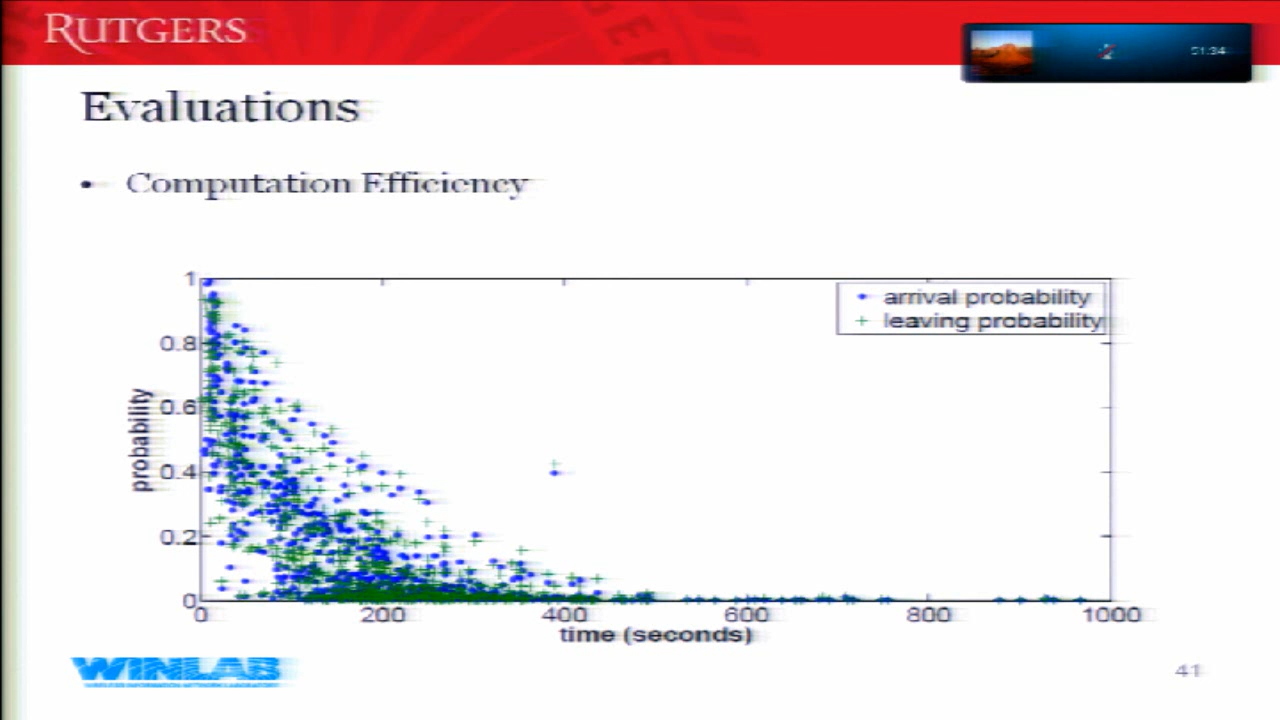 RUTGERS
51:34
Evaluations
• Computation Efficiency
1
arrival probability
leaving probability
0.8
0.6
probability
0.4
0.2
0
0 200 400 600 800 1000
time (seconds)
WINLAB
41